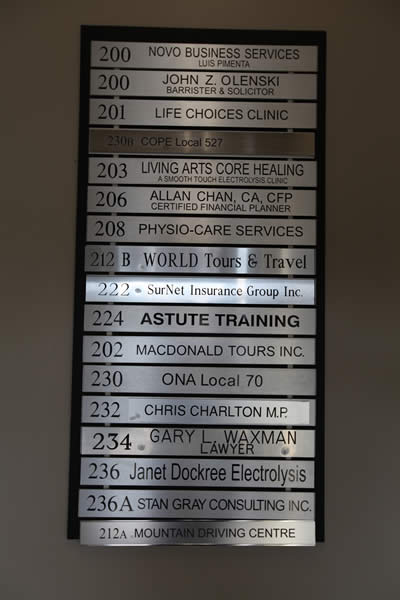 200 NOVO BUSINESS SERVICES
LUIS PIMENTA
200 JOHN Z. OLENSKI
BARRISTER & SOLICITOR
201 LIFE CHOICES CLINIC
230B COPE Local 527
203 LIVING ARTS CORE HEALING
A SMOOTH TOUCH ELECTROLYSIS CLINIC
206 ALLAN CHAN, CA, CFP
CERTIFIED FINANCIAL PLANNER
208 PHYSIO-CARE SERVICES
212 B WORLD Tours & Travel
222 SurNet Insurance Group Inc.
224 ASTUTE TRAINING
202 MACDONALD TOURS INC.
230 ONA Local 70
232 CHRIS CHARLTON M.P.
234 GARY L. WAXMAN
LAWYER
236 Janet Dockree Electrolysis
236A STAN GRAY CONSULTING INC.
212A MOUNTAIN DRIVING CENTRE